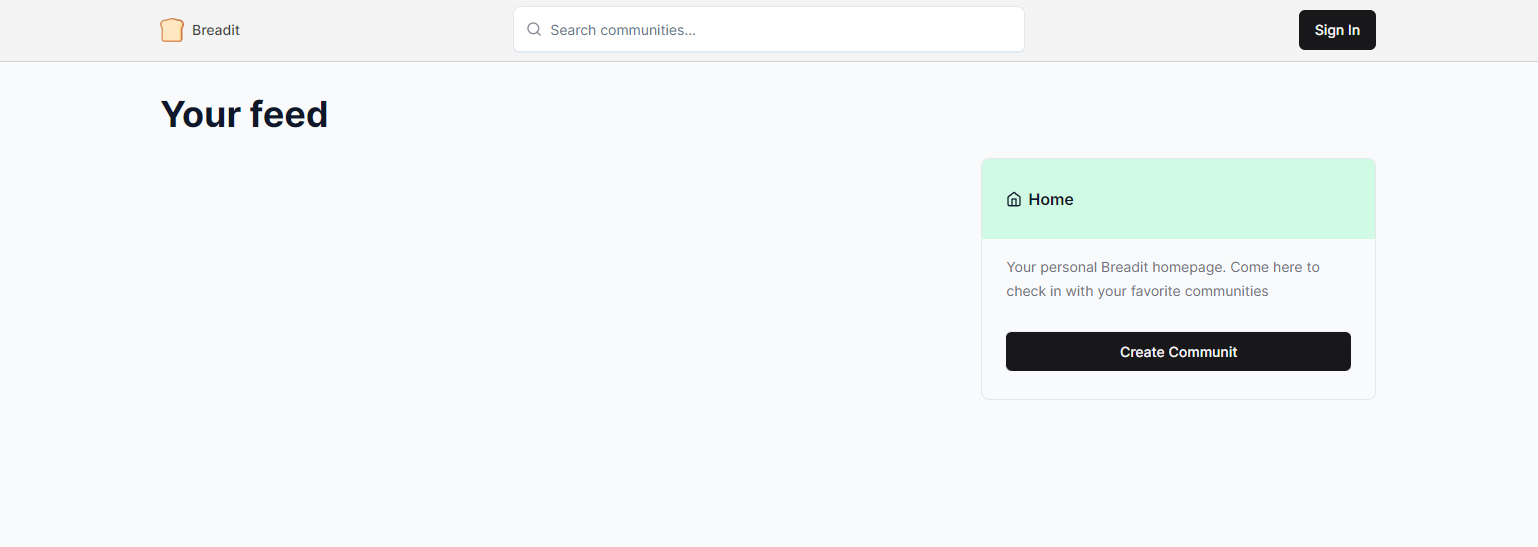 Breadit
Search communities...
Sign In
Your feed
Home
Your personal Breadit homepage. Come here to
check in with your favorite communities
Create Communit